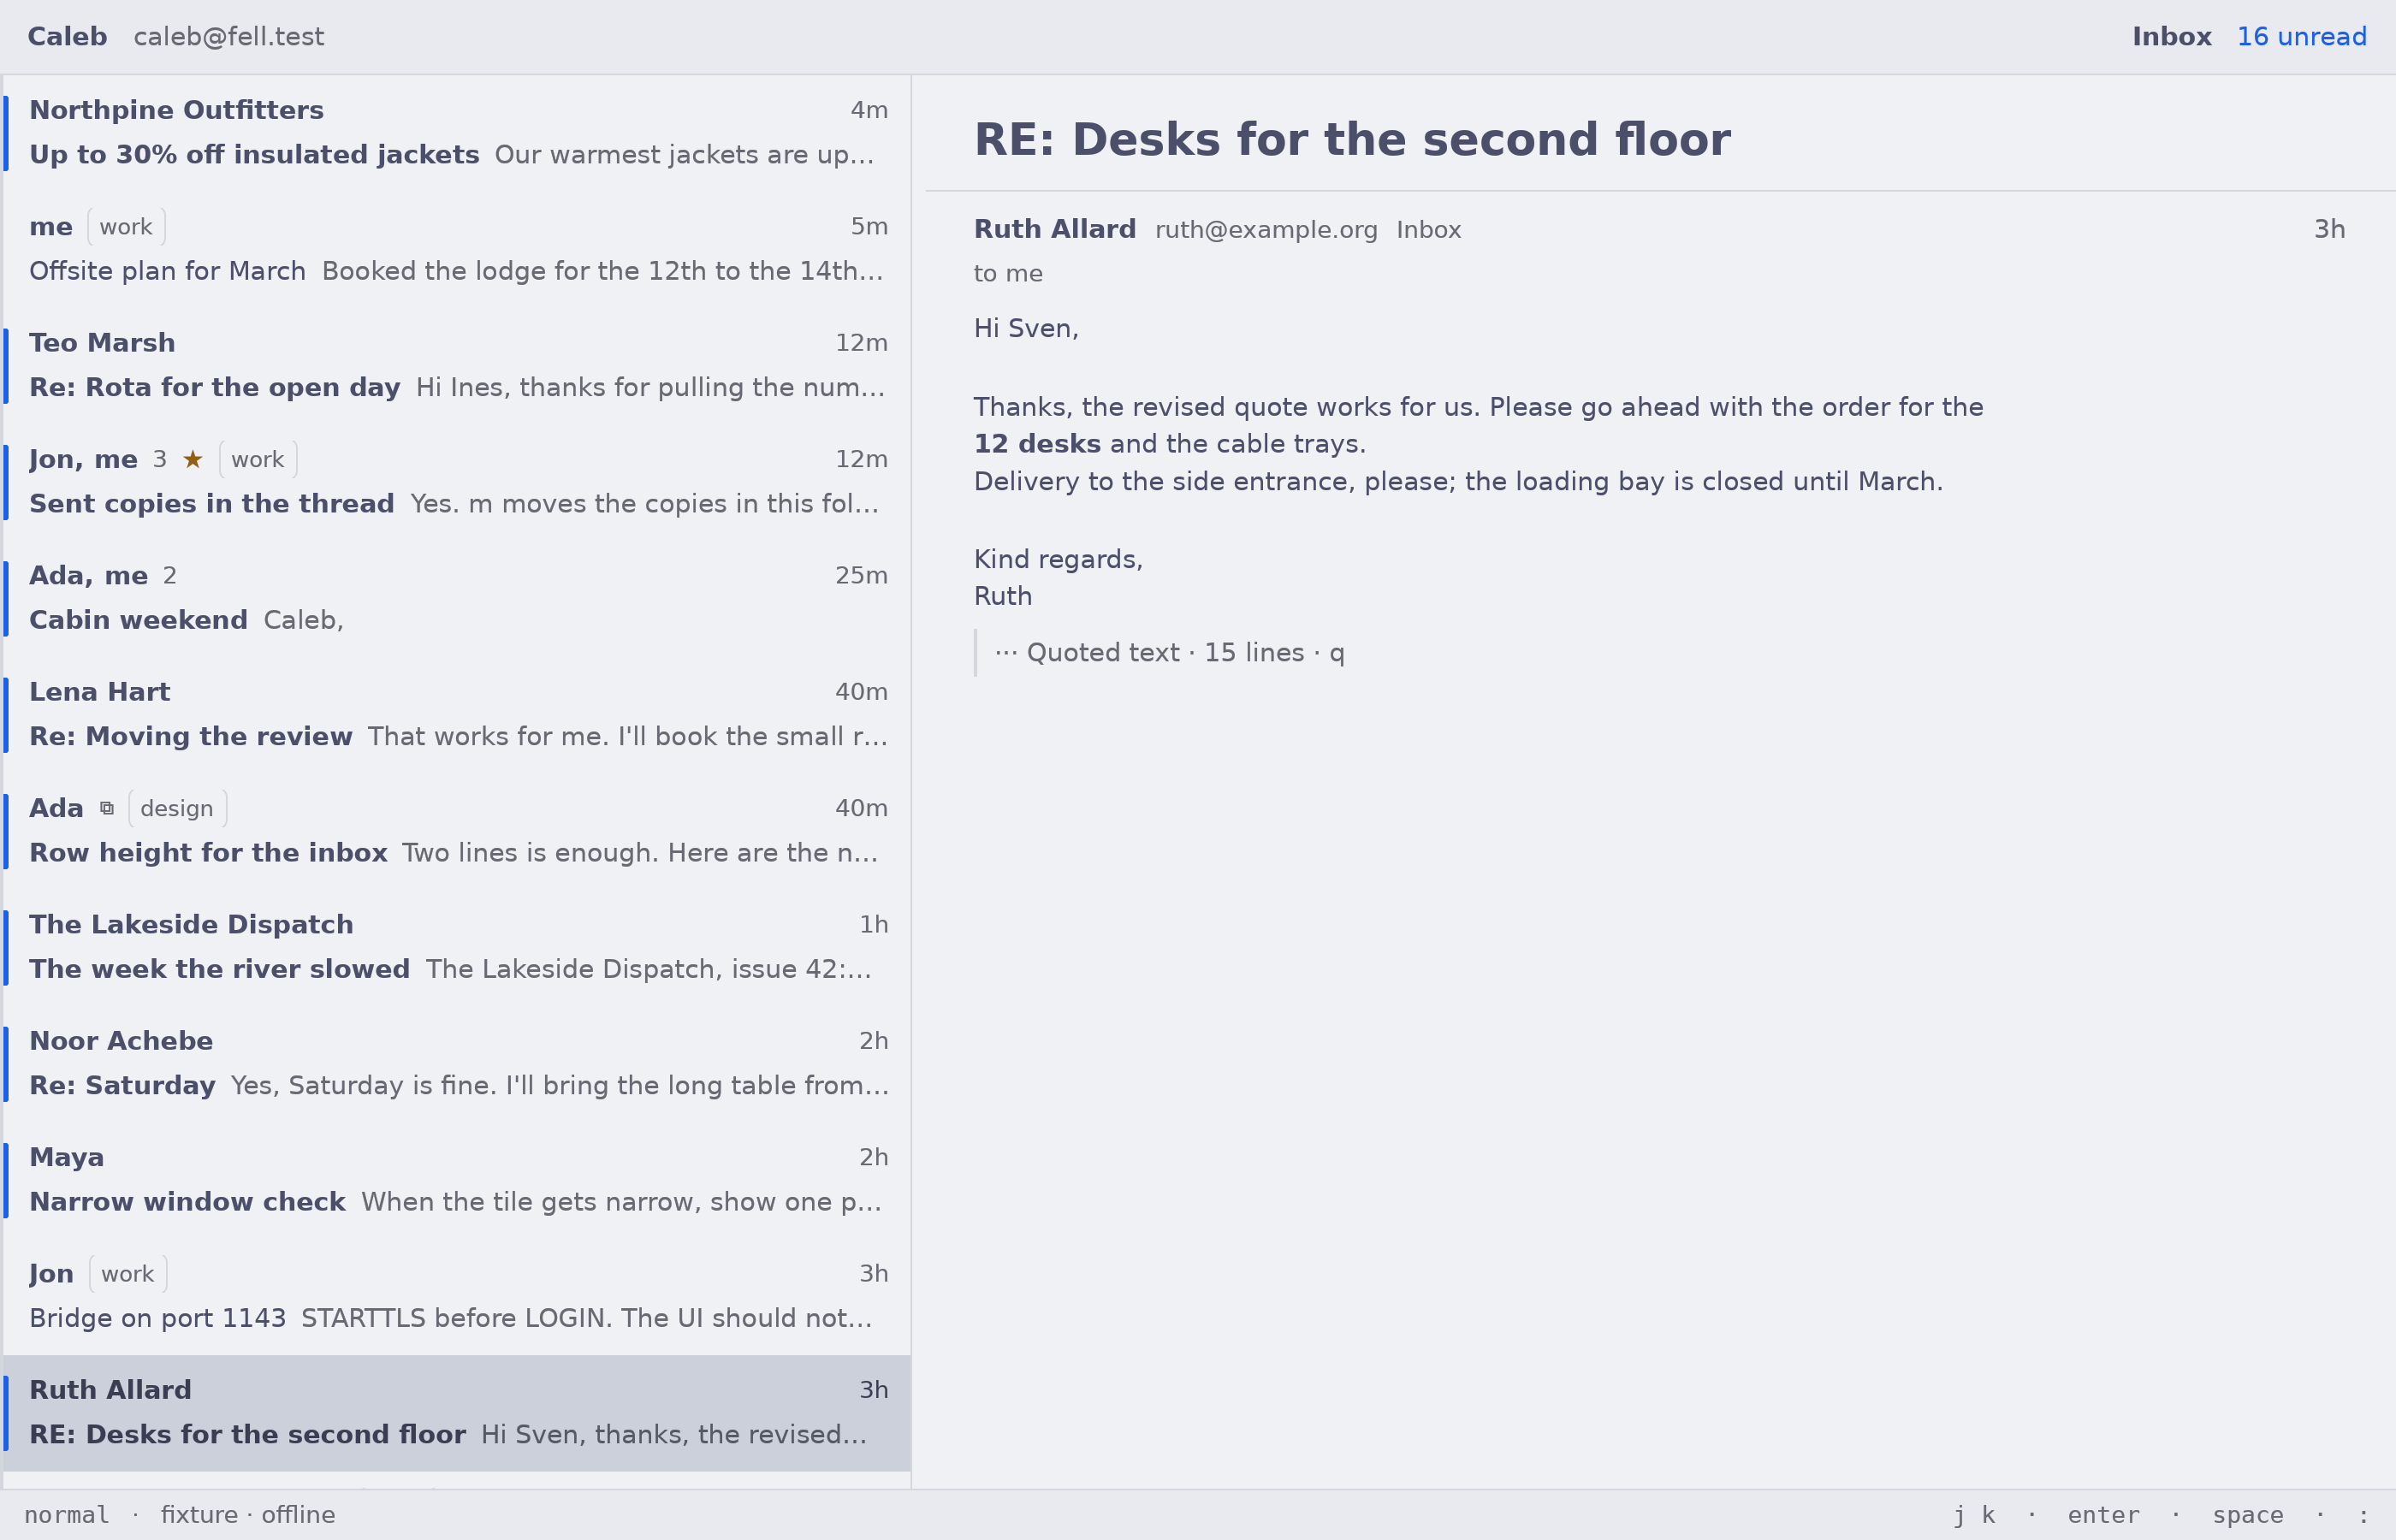 Caleb caleb@fell.test
Inbox 16 unread
Northpine Outfitters 4m
Up to 30% off insulated jackets Our warmest jackets are up…
me work 5m
Offsite plan for March Booked the lodge for the 12th to the 14th…
Teo Marsh 12m
Re: Rota for the open day Hi Ines, thanks for pulling the num…
Jon, me 3 ★ work 12m
Sent copies in the thread Yes. m moves the copies in this fol…
Ada, me 2 25m
Cabin weekend Caleb,
Lena Hart 40m
Re: Moving the review That works for me. I'll book the small r…
Ada design 40m
Row height for the inbox Two lines is enough. Here are the n…
The Lakeside Dispatch 1h
The week the river slowed The Lakeside Dispatch, issue 42:…
Noor Achebe 2h
Re: Saturday Yes, Saturday is fine. I'll bring the long table from…
Maya 2h
Narrow window check When the tile gets narrow, show one p…
Jon work 3h
Bridge on port 1143 STARTTLS before LOGIN. The UI should not…
Ruth Allard 3h
RE: Desks for the second floor Hi Sven, thanks, the revised…
RE: Desks for the second floor
Ruth Allard ruth@example.org Inbox 3h
to me
Hi Sven,
Thanks, the revised quote works for us. Please go ahead with the order for the
12 desks and the cable trays.
Delivery to the side entrance, please; the loading bay is closed until March.
Kind regards,
Ruth
··· Quoted text · 15 lines · q
normal · fixture · offline
j k · enter · space · :